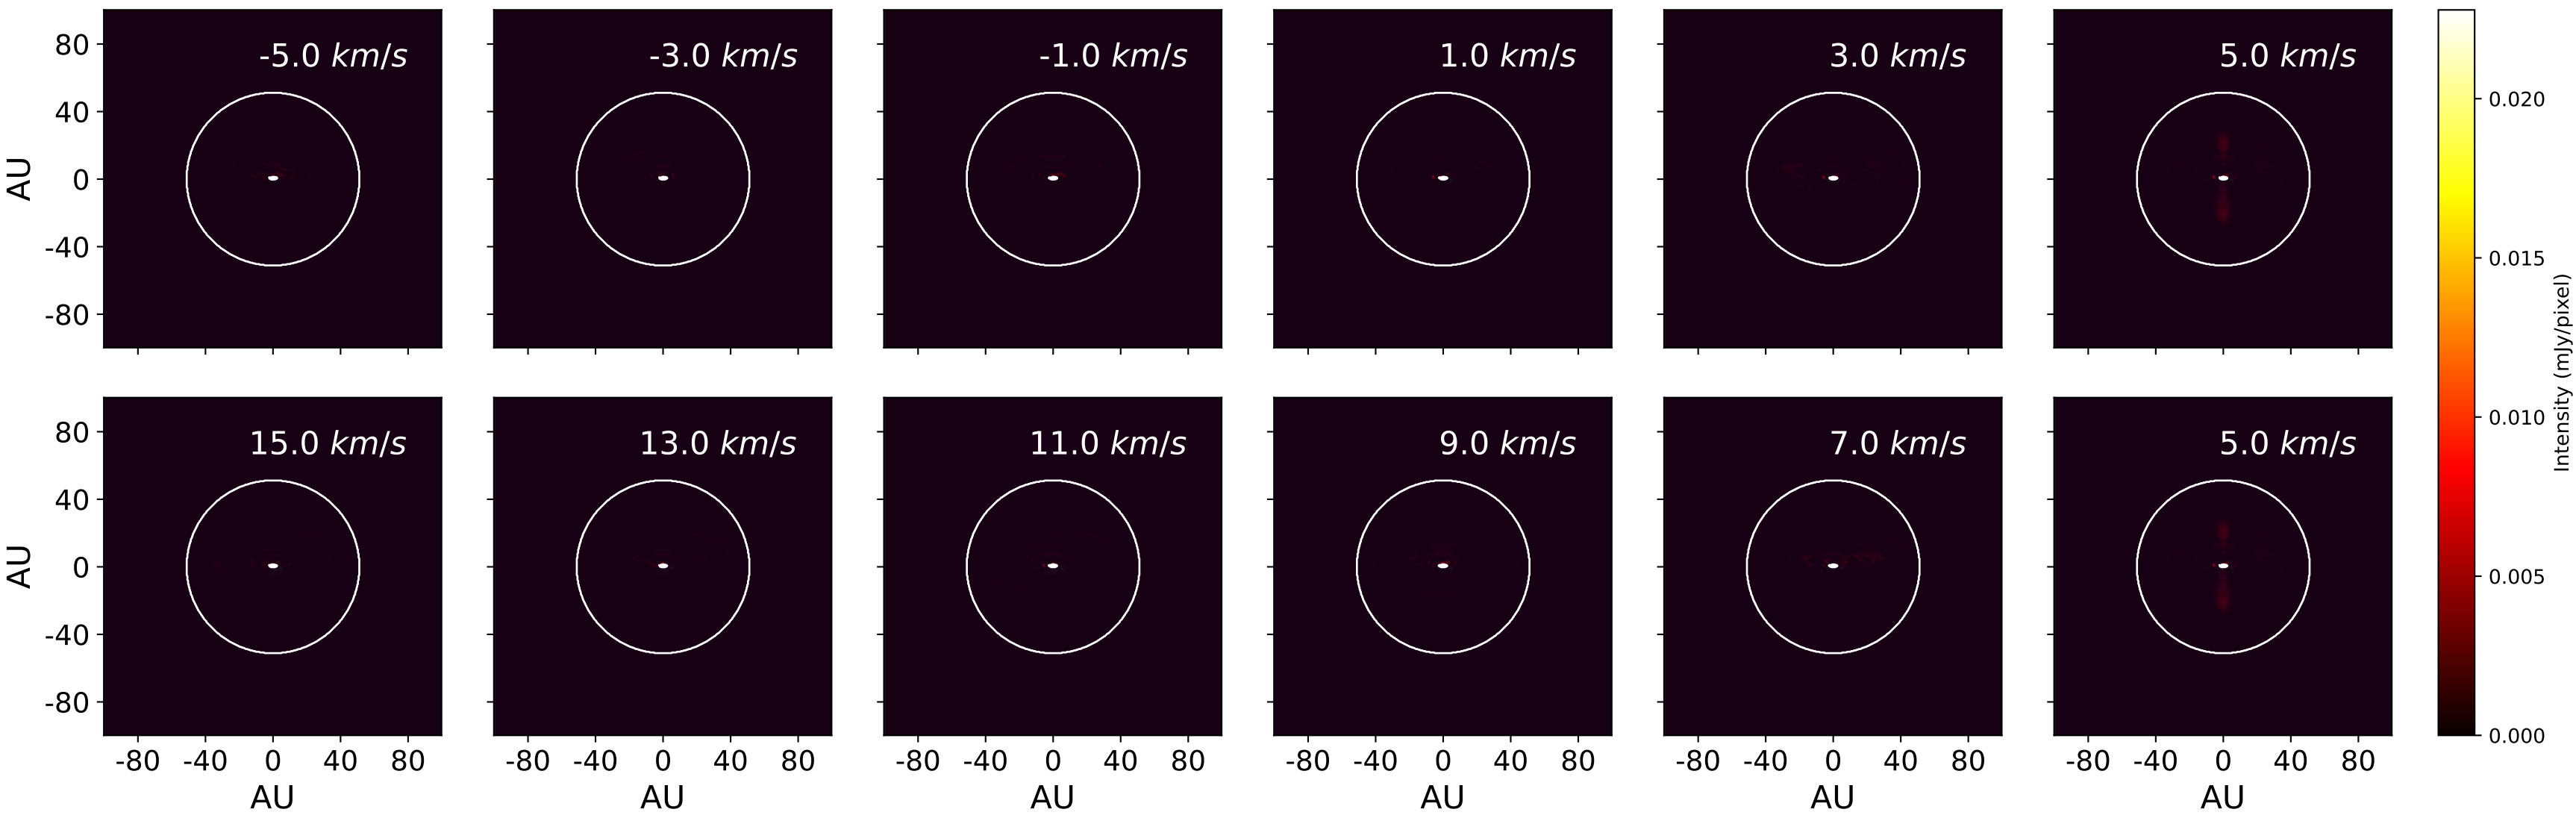 -5.0 km/s
-3.0 km/s
-1.0 km/s
1.0 km/s
3.0 km/s
5.0 km/s
80
40
0
-40
-80
AU
15.0 km/s
13.0 km/s
11.0 km/s
9.0 km/s
7.0 km/s
5.0 km/s
80
40
0
-40
-80
AU
-80 -40 0 40 80
-80 -40 0 40 80
-80 -40 0 40 80
-80 -40 0 40 80
-80 -40 0 40 80
-80 -40 0 40 80
AU
AU
AU
AU
AU
AU
0.020
0.015
0.010
0.005
0.000
Intensity (mJy/pixel)